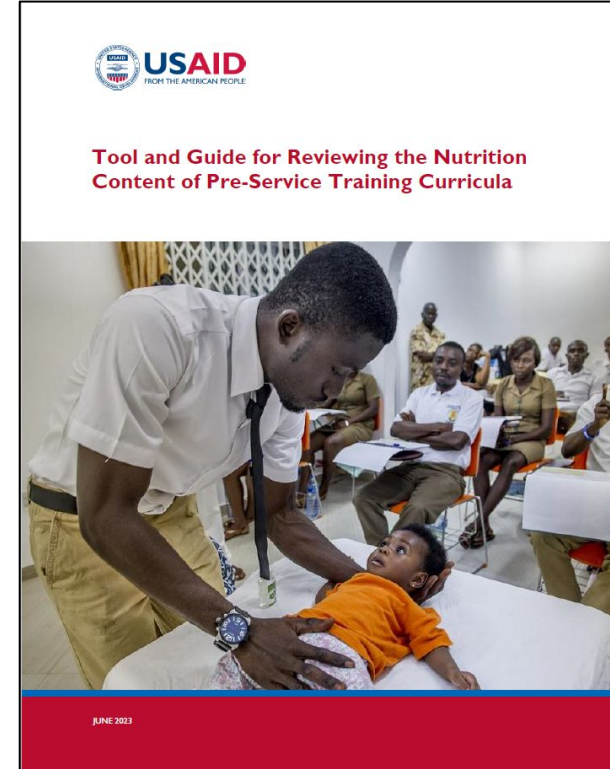 USAID
USAID
FROM THE AMERICAN PEOPLE
Tool and Guide for Reviewing the Nutrition
Content of Pre-Service Training Curricula
JUNE 2023